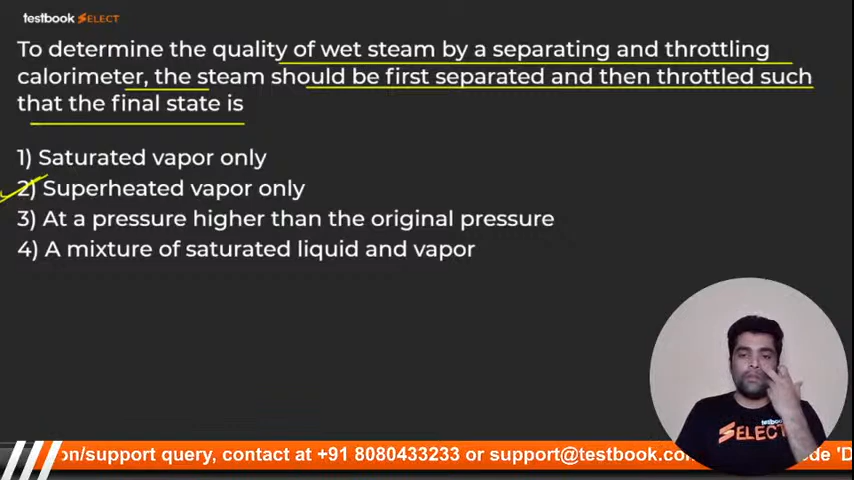 testbook SELECT
To determine the quality of wet steam by a separating and throttling
calorimeter, the steam should be first separated and then throttled such
that the final state is
1) Saturated vapor only
2) Superheated vapor only
3) At a pressure higher than the original pressure
4) A mixture of saturated liquid and vapor
testbook
SELECT
on/support query, contact at +91 8080433233 or support@testbook.com